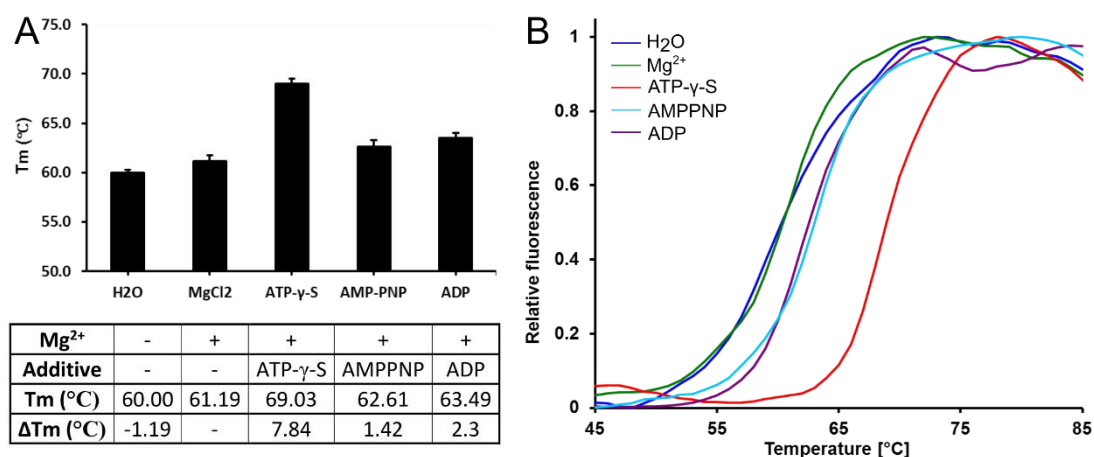 A
75.0
70.0
65.0
60.0
55.0
50.0
Tm (°C)
H2O MgCl2 ATP-γ-S AMP-PNP ADP
Mg2+ - + + + +
Additive - - ATP-γ-S AMPPNP ADP
Tm (°C) 60.00 61.19 69.03 62.61 63.49
ΔTm (°C) -1.19 - 7.84 1.42 2.3
B
H2O
Mg2+
ATP-γ-S
AMPPNP
ADP
1
0.8
0.6
0.4
0.2
0
Relative fluorescence
45 55 65 75 85
Temperature [°C]